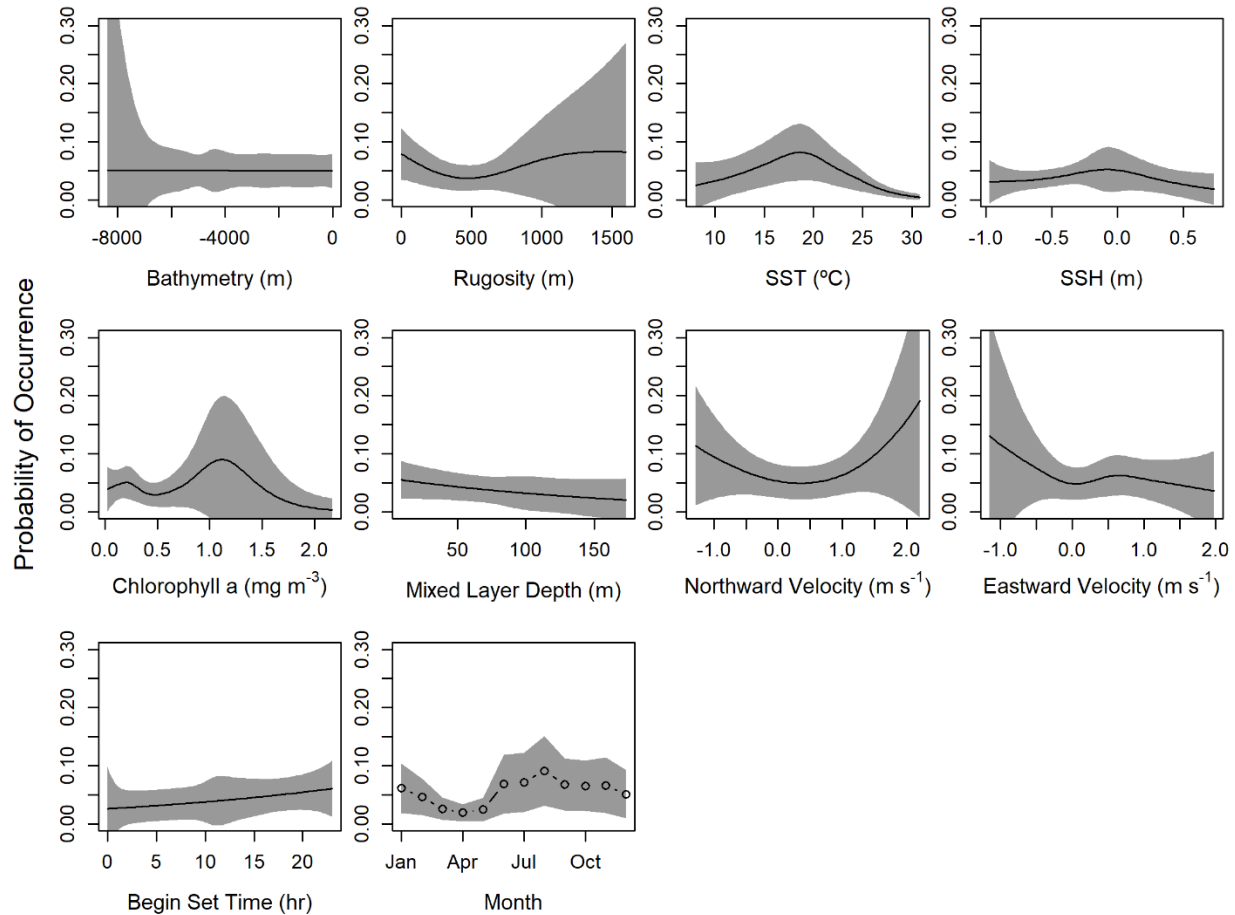 0.00 0.10 0.20 0.30
-8000 -4000 0
Bathymetry (m)
0.00 0.10 0.20 0.30
0 500 1000 1500
Rugosity (m)
0.00 0.10 0.20 0.30
10 15 20 25 30
SST (ºC)
0.00 0.10 0.20 0.30
-1.0 -0.5 0.0 0.5
SSH (m)
Probability of Occurrence
0.00 0.10 0.20 0.30
0.0 0.5 1.0 1.5 2.0
Chlorophyll a (mg m⁻³)
0.00 0.10 0.20 0.30
50 100 150
Mixed Layer Depth (m)
0.00 0.10 0.20 0.30
-1.0 0.0 1.0 2.0
Northward Velocity (m s⁻¹)
0.00 0.10 0.20 0.30
-1.0 0.0 1.0 2.0
Eastward Velocity (m s⁻¹)
0.00 0.10 0.20 0.30
0 5 10 15 20
Begin Set Time (hr)
0.00 0.10 0.20 0.30
Jan Apr Jul Oct
Month